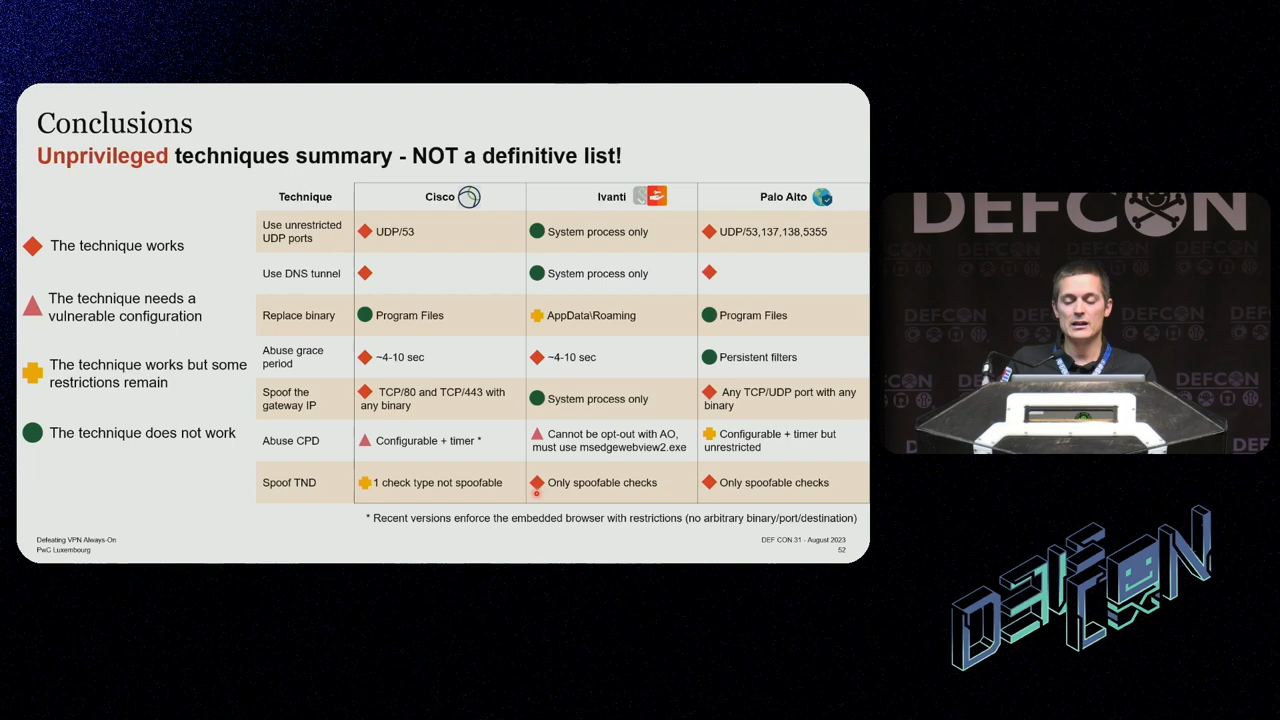 Conclusions
Unprivileged techniques summary - NOT a definitive list!
The technique works
The technique needs a
vulnerable configuration
The technique works but some
restrictions remain
The technique does not work
Technique
Cisco
Ivanti
Palo Alto
Use unrestricted
UDP ports
UDP/53
System process only
UDP/53,137,138,5355
Use DNS tunnel
System process only
Replace binary
Program Files
AppData\Roaming
Program Files
Abuse grace
period
~4-10 sec
~4-10 sec
Persistent filters
Spoof the
gateway IP
TCP/80 and TCP/443 with
any binary
System process only
Any TCP/UDP port with any
binary
Abuse CPD
Configurable + timer *
Cannot be opt-out with AO,
must use msedgewebview2.exe
Configurable + timer but
unrestricted
Spoof TND
1 check type not spoofable
Only spoofable checks
Only spoofable checks
* Recent versions enforce the embedded browser with restrictions (no arbitrary binary/port/destination)
Defeating VPN Always-On
PwC Luxembourg
DEF CON 31 - August 2023
52
DEFCON
DEFCON
DEFCON
DEFCON
DEFCON
DEFCON